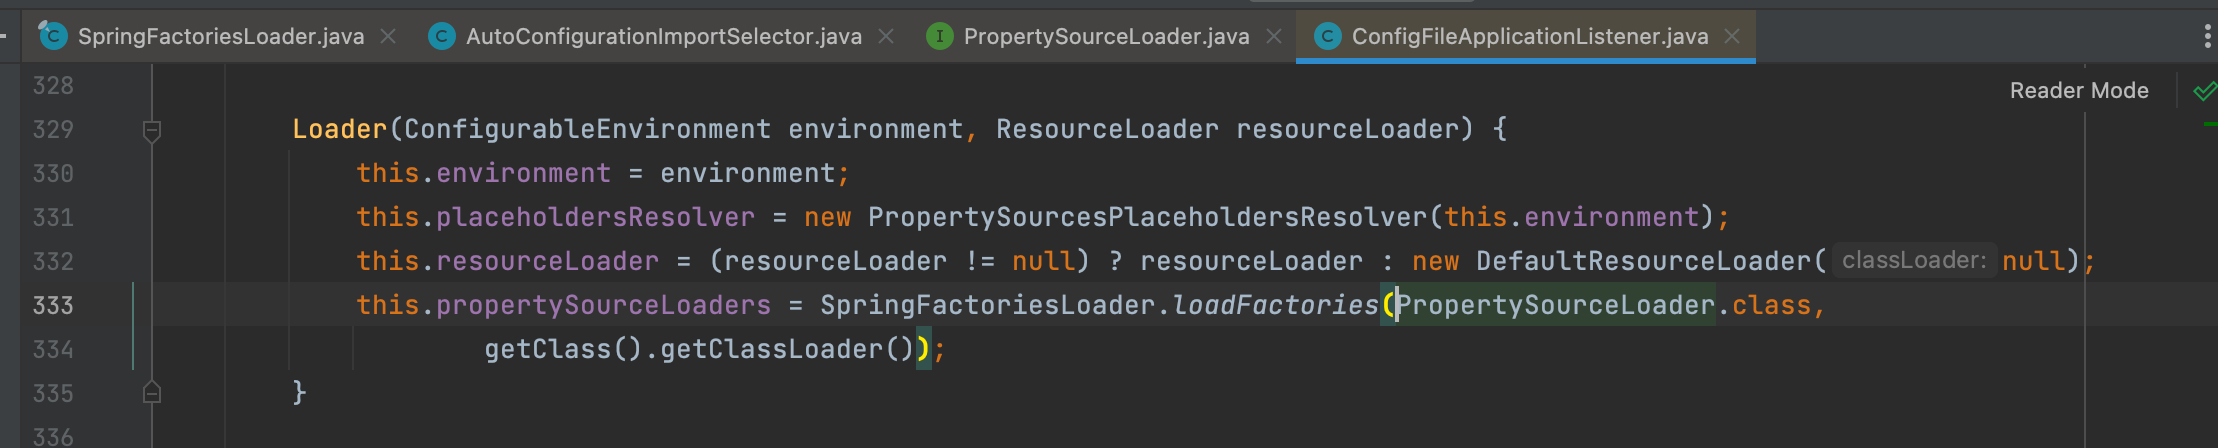 SpringFactoriesLoader.java AutoConfigurationImportSelector.java PropertySourceLoader.java ConfigFileApplicationListener.java
328
Reader Mode
329 Loader(ConfigurableEnvironment environment, ResourceLoader resourceLoader) {
330 this.environment = environment;
331 this.placeholdersResolver = new PropertySourcesPlaceholdersResolver(this.environment);
332 this.resourceLoader = (resourceLoader != null) ? resourceLoader : new DefaultResourceLoader( classLoader: null);
333 this.propertySourceLoaders = SpringFactoriesLoader.loadFactories(PropertySourceLoader.class,
334 getClass().getClassLoader());
335 }
336